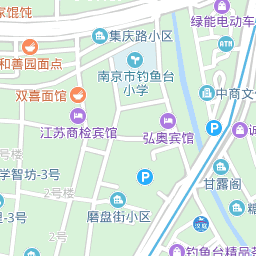 家馄饨
集庆路小区
绿能电动车
和善园面点
南京市钓鱼台
小学
ATM
双喜面馆
中商文
江苏商检宾馆
弘奥宾馆
学智坊-3号
2号楼
甘露阁
磨盘街小区
2号楼
-3号
汉庭
钓鱼台精品